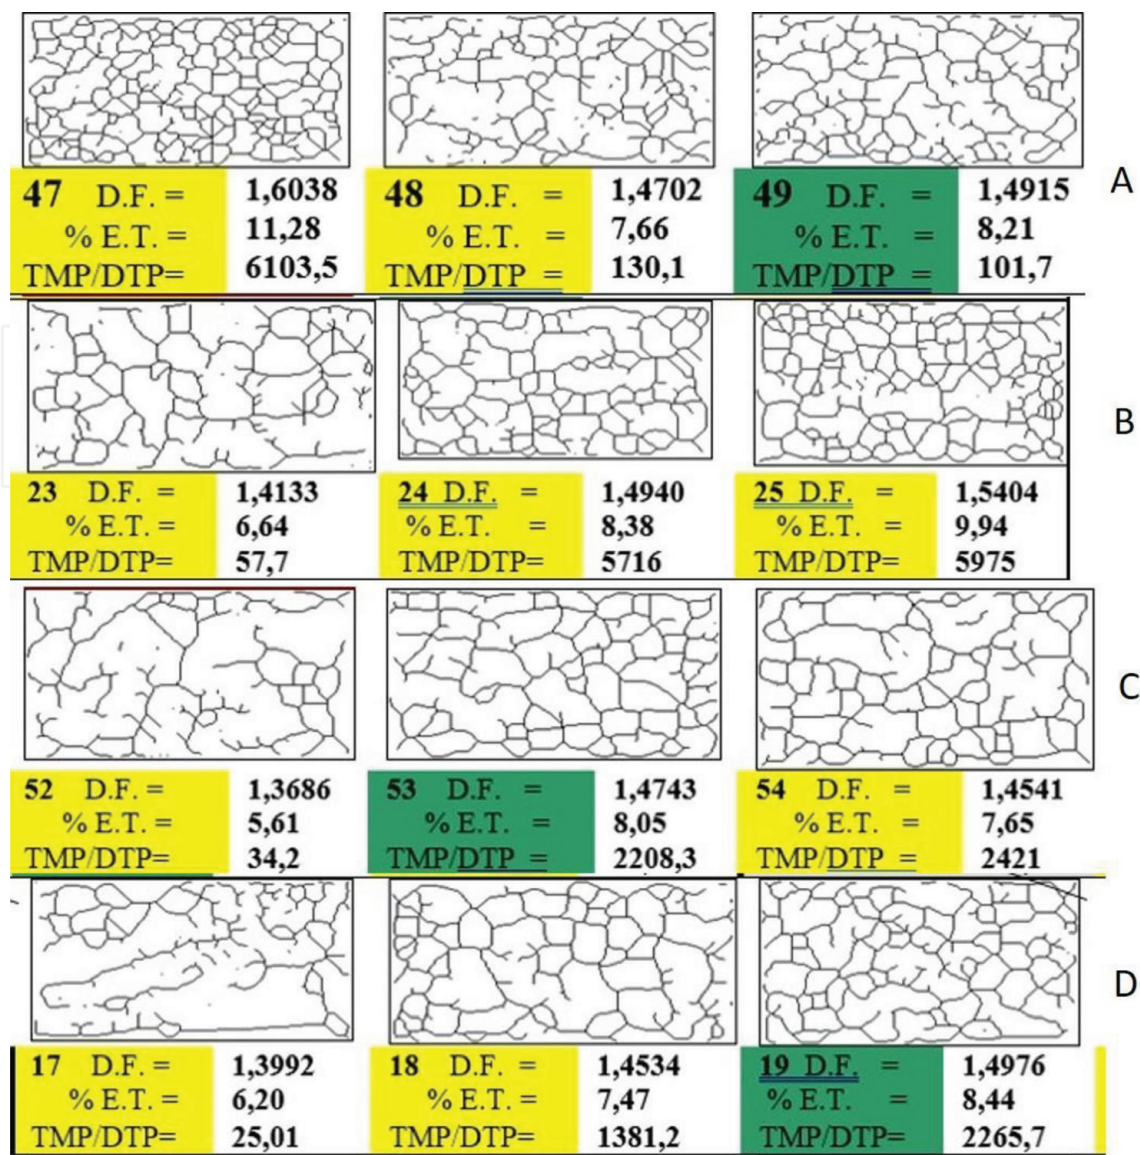 47 D.F. = 1,6038 48 D.F. = 1,4702 49 D.F. = 1,4915 A
% E.T. = 11,28 % E.T. = 7,66 % E.T. = 8,21
TMP/DTP= 6103,5 TMP/DTP = 130,1 TMP/DTP = 101,7
B
23 D.F. = 1,4133 24 D.F. = 1,4940 25 D.F. = 1,5404
% E.T. = 6,64 % E.T. = 8,38 % E.T. = 9,94
TMP/DTP= 57,7 TMP/DTP= 5716 TMP/DTP= 5975
C
52 D.F. = 1,3686 53 D.F. = 1,4743 54 D.F. = 1,4541
% E.T. = 5,61 % E.T. = 8,05 % E.T. = 7,65
TMP/DTP= 34,2 TMP/DTP = 2208,3 TMP/DTP = 2421
D
17 D.F. = 1,3992 18 D.F. = 1,4534 19 D.F. = 1,4976
% E.T. = 6,20 % E.T. = 7,47 % E.T. = 8,44
TMP/DTP= 25,01 TMP/DTP= 1381,2 TMP/DTP= 2265,7